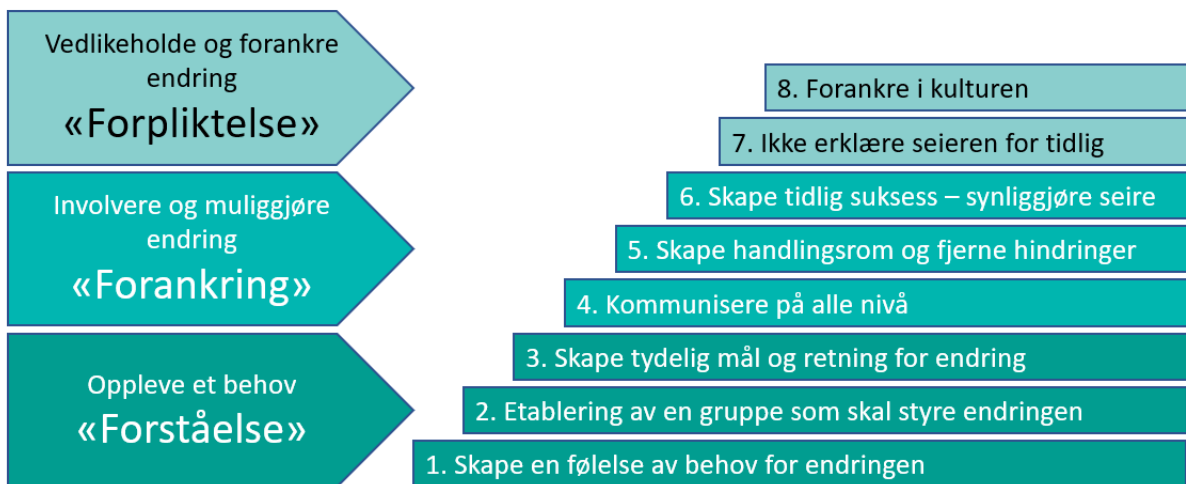 Vedlikeholde og forankre
endring
«Forpliktelse»
Involvere og muliggjøre
endring
«Forankring»
Oppleve et behov
«Forståelse»
8. Forankre i kulturen
7. Ikke erklære seieren for tidlig
6. Skape tidlig suksess – synliggjøre seire
5. Skape handlingsrom og fjerne hindringer
4. Kommunisere på alle nivå
3. Skape tydelig mål og retning for endring
2. Etablering av en gruppe som skal styre endringen
1. Skape en følelse av behov for endringen